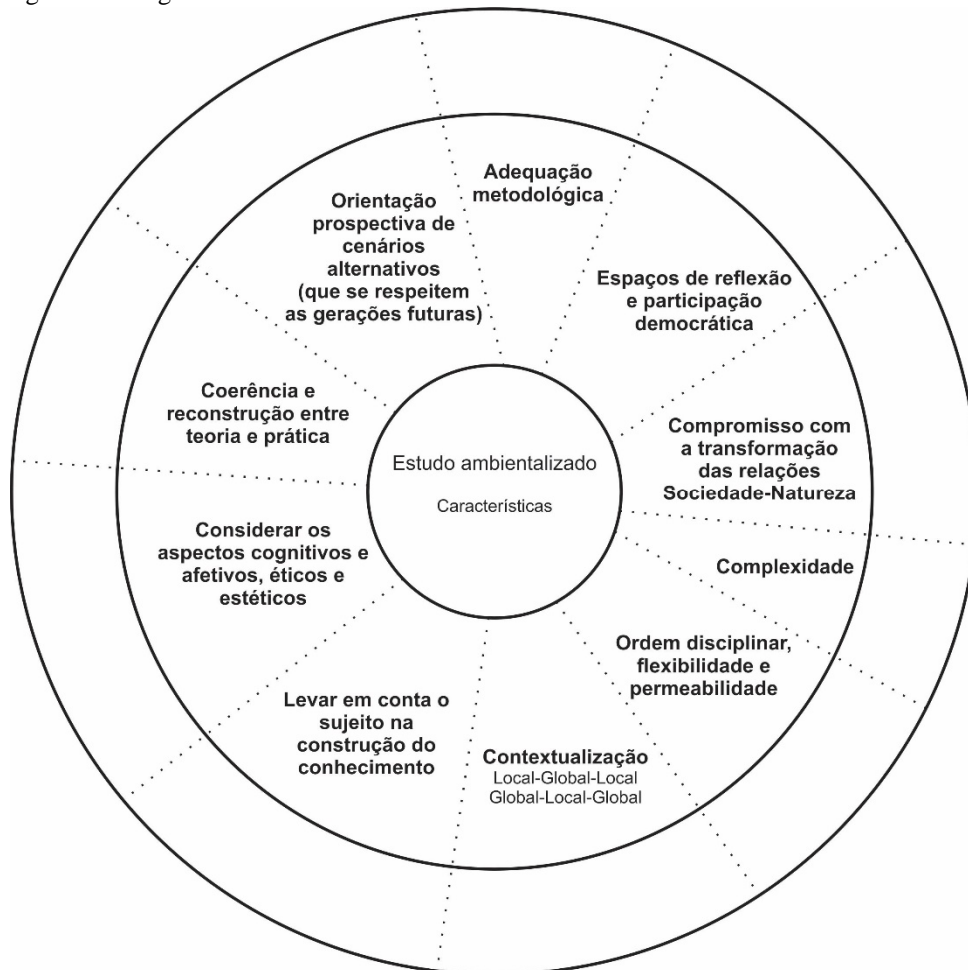 Adequação
metodológica
Espaços de reflexão
e participação
democrática
Compromisso com
a transformação
das relações
Sociedade-Natureza
Complexidade
Ordem disciplinar,
flexibilidade e
permeabilidade
Contextualização
Local-Global-Local
Global-Local-Global
Levar em conta o
sujeito na
construção do
conhecimento
Considerar os
aspectos cognitivos e
afetivos, éticos e
estéticos
Coerência e
reconstrução entre
teoria e prática
Orientação
prospectiva de
cenários
alternativos
(que se respeitem
as gerações futuras)
Estudo ambientalizado
Características